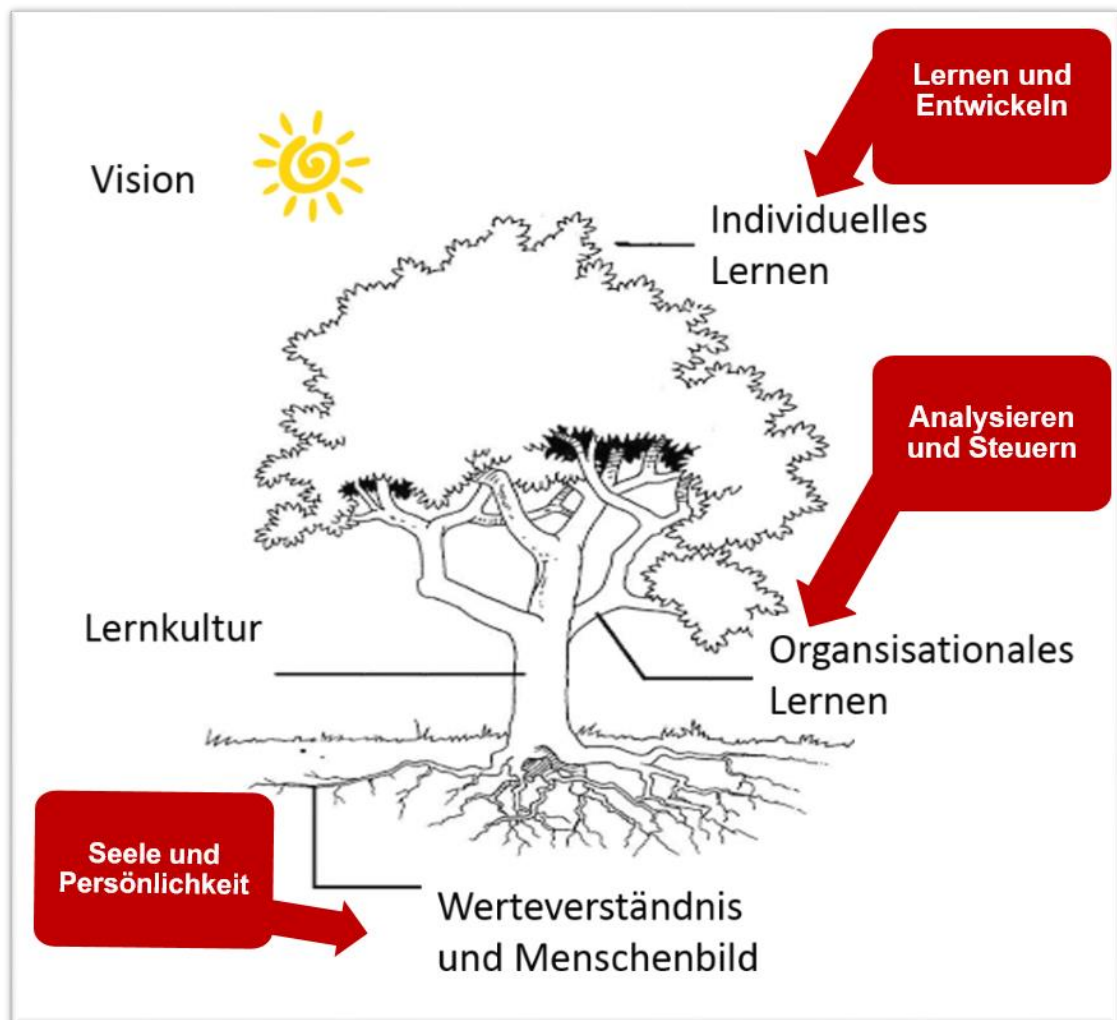 Lernen und
Entwickeln
Vision
Individuelles
Lernen
Analysieren
und Steuern
Lernkultur
Organsisationales
Lernen
Seele und
Persönlichkeit
Werteverständnis
und Menschenbild